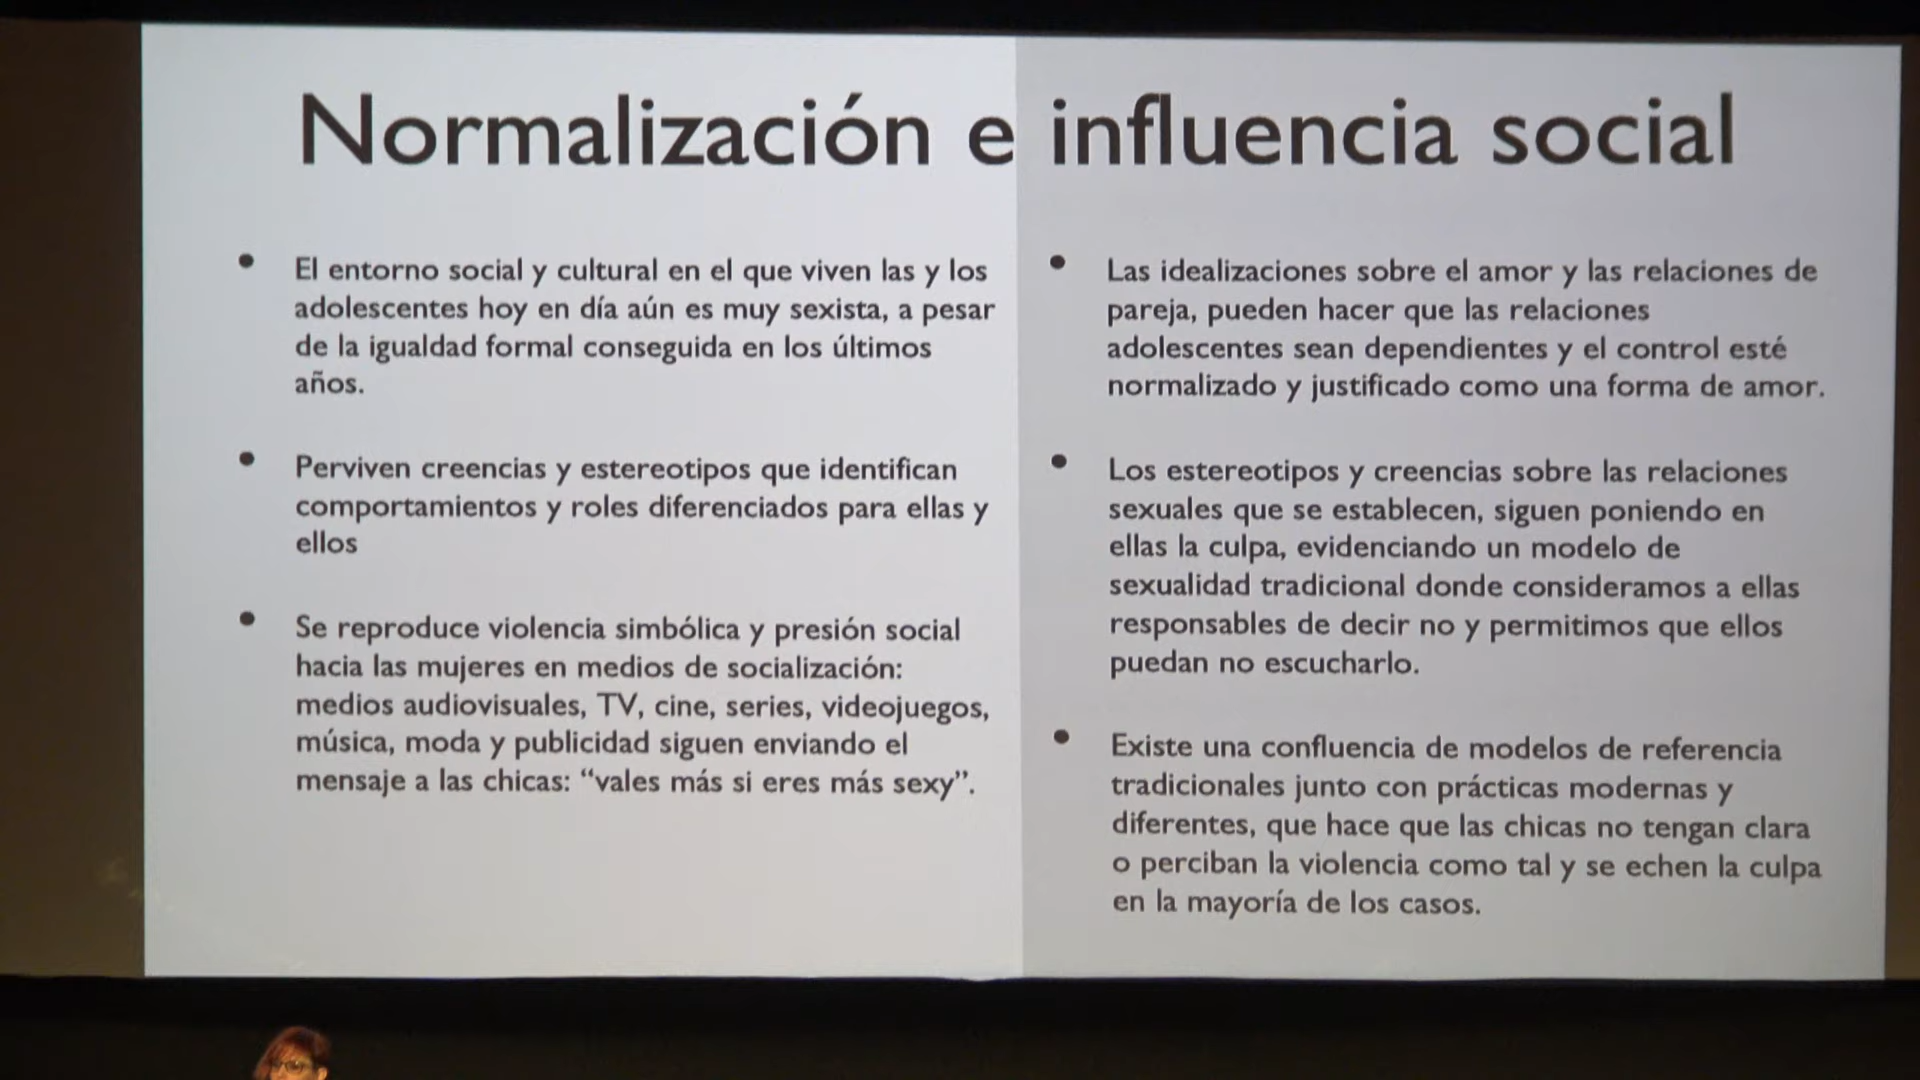 Normalización e influencia social
• El entorno social y cultural en el que viven las y los
adolescentes hoy en día aún es muy sexista, a pesar
de la igualdad formal conseguida en los últimos
años.
• Perviven creencias y estereotipos que identifican
comportamientos y roles diferenciados para ellas y
ellos
• Se reproduce violencia simbólica y presión social
hacia las mujeres en medios de socialización:
medios audiovisuales, TV, cine, series, videojuegos,
música, moda y publicidad siguen enviando el
mensaje a las chicas: “vales más si eres más sexy”.
• Las idealizaciones sobre el amor y las relaciones de
pareja, pueden hacer que las relaciones
adolescentes sean dependientes y el control esté
normalizado y justificado como una forma de amor.
• Los estereotipos y creencias sobre las relaciones
sexuales que se establecen, siguen poniendo en
ellas la culpa, evidenciando un modelo de
sexualidad tradicional donde consideramos a ellas
responsables de decir no y permitimos que ellos
puedan no escucharlo.
• Existe una confluencia de modelos de referencia
tradicionales junto con prácticas modernas y
diferentes, que hace que las chicas no tengan clara
o perciban la violencia como tal y se echen la culpa
en la mayoría de los casos.